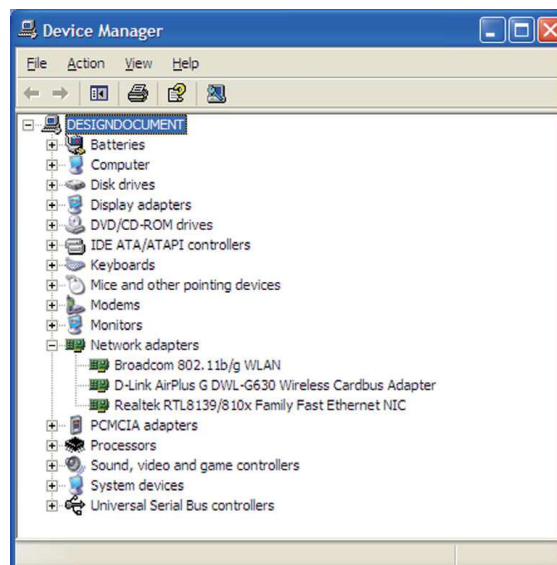 Device Manager
File Action View Help
DESIGNDOCUMENT
Batteries
Computer
Disk drives
Display adapters
DVD/CD-ROM drives
IDE ATA/ATAPI controllers
Keyboards
Mice and other pointing devices
Modems
Monitors
Network adapters
Broadcom 802.11b/g WLAN
D-Link AirPlus G DWL-G630 Wireless Cardbus Adapter
Realtek RTL8139/810x Family Fast Ethernet NIC
PCMCIA adapters
Processors
Sound, video and game controllers
System devices
Universal Serial Bus controllers